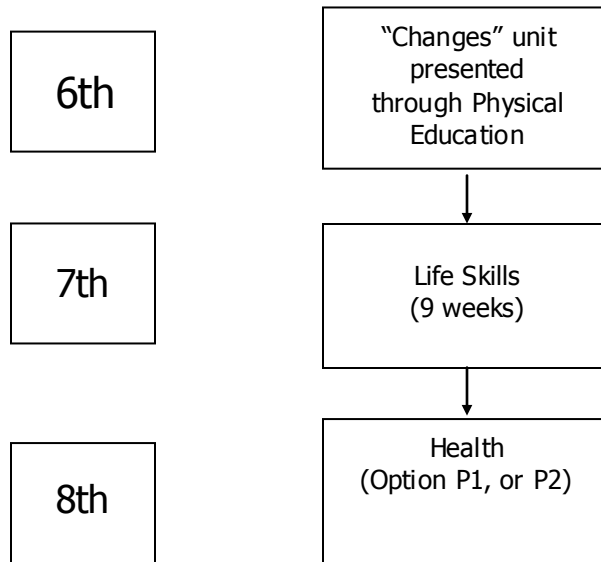 6th
“Changes” unit
presented
through Physical
Education
7th
Life Skills
(9 weeks)
8th
Health
(Option P1, or P2)